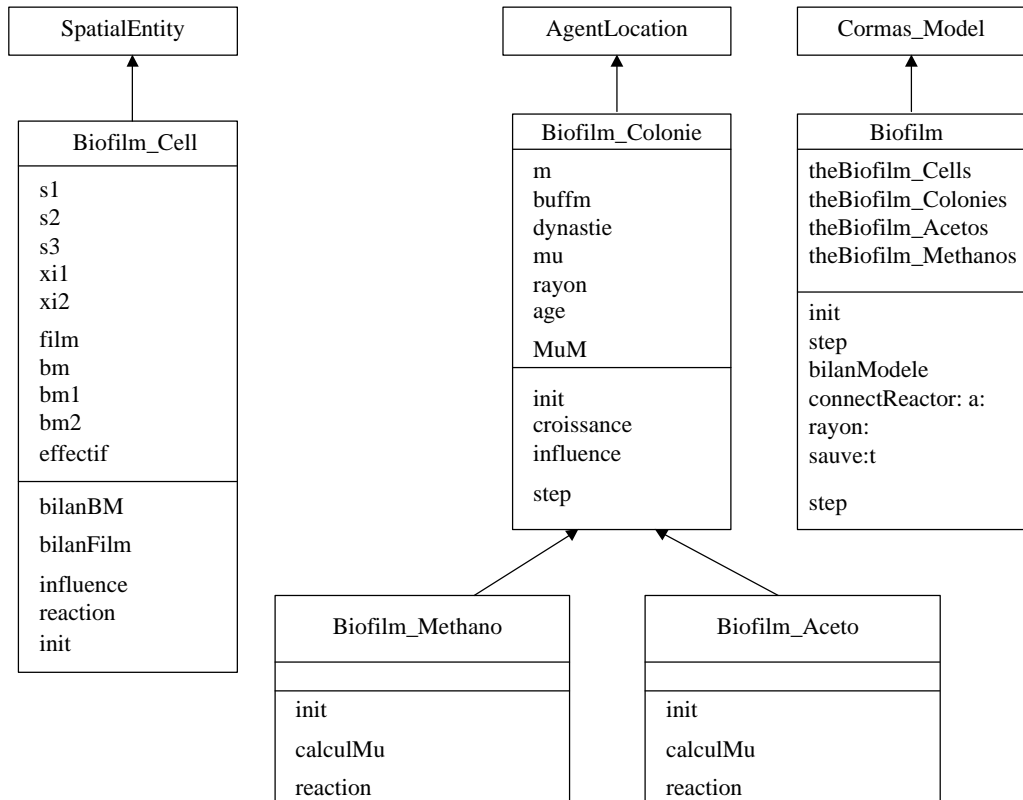 SpatialEntity
AgentLocation
Cormas_Model
Biofilm_Cell
s1
s2
s3
xi1
xi2
film
bm
bm1
bm2
effectif
bilanBM
bilanFilm
influence
reaction
init
Biofilm_Colonie
m
buffm
dynastie
mu
rayon
age
MuM
init
croissance
influence
step
Biofilm
theBiofilm_Cells
theBiofilm_Colonies
theBiofilm_Acetos
theBiofilm_Methanos
init
step
bilanModele
connectReactor: a:
rayon:
sauve:t
step
Biofilm_Methano
init
calculMu
reaction
Biofilm_Aceto
init
calculMu
reaction